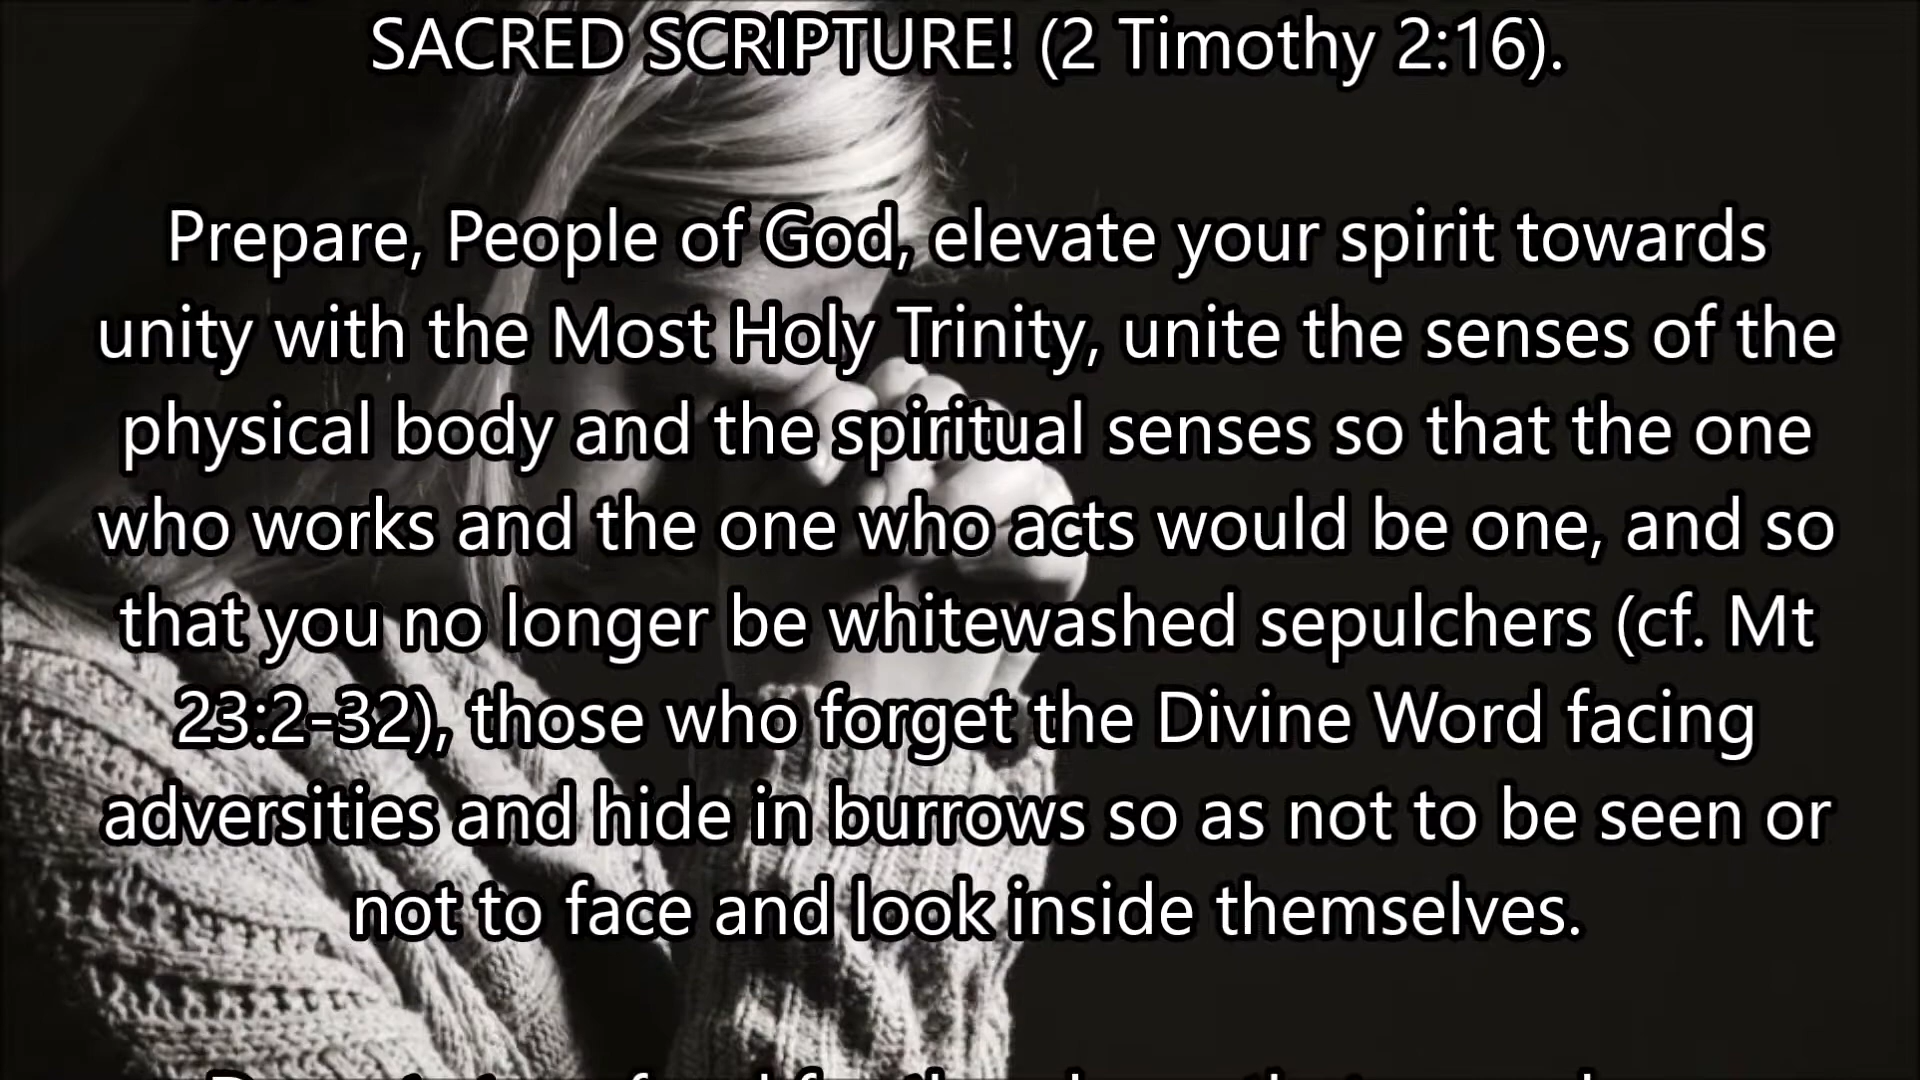 SACRED SCRIPTURE! (2 Timothy 2:16).
Prepare, People of God, elevate your spirit towards
unity with the Most Holy Trinity, unite the senses of the
physical body and the spiritual senses so that the one
who works and the one who acts would be one, and so
that you no longer be whitewashed sepulchers (cf. Mt
23:2-32), those who forget the Divine Word facing
adversities and hide in burrows so as not to be seen or
not to face and look inside themselves.